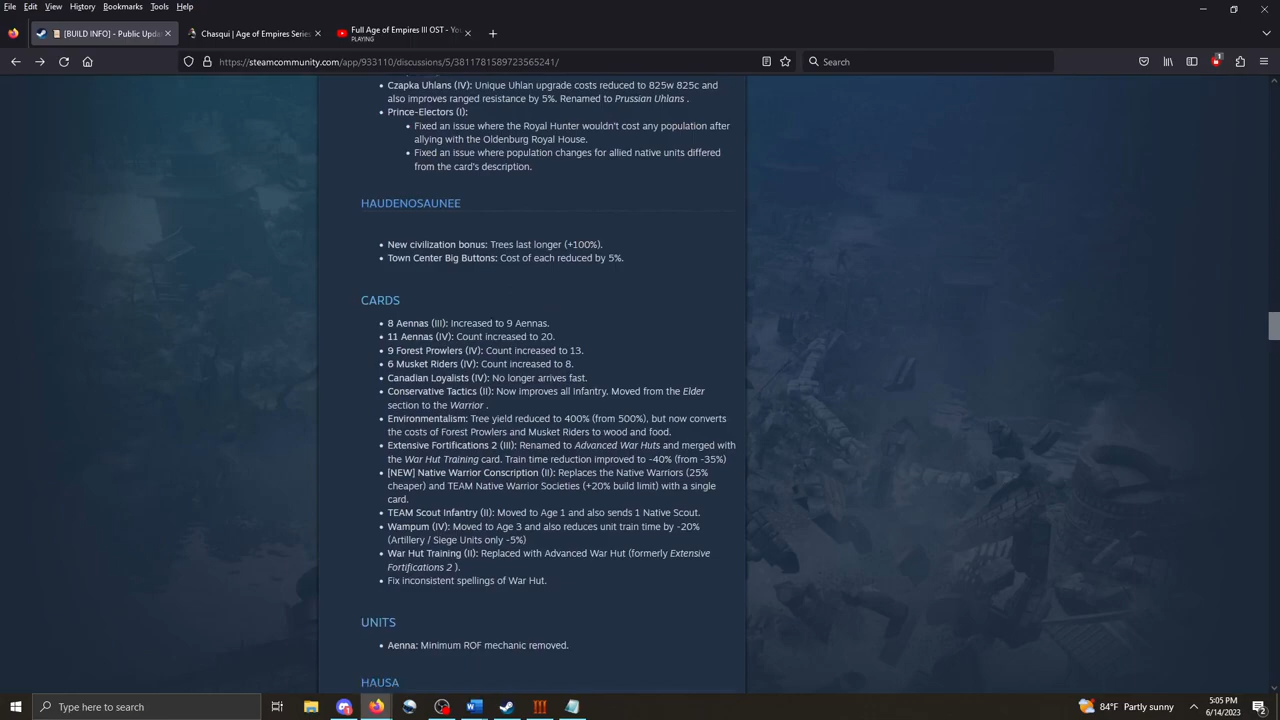 File Edit View History Bookmarks Tools Help
[BUILD INFO] - Public Upda
Chasqui | Age of Empires Series
Full Age of Empires III OST - Yo
PLAYING
https://steamcommunity.com/app/933110/discussions/5/3811781589723565241/
Search
1
• Czapka Uhlans (IV): Unique Uhlan upgrade costs reduced to 825w 825c and
also improves ranged resistance by 5%. Renamed to Prussian Uhlans .
• Prince-Electors (I):
• Fixed an issue where the Royal Hunter wouldn't cost any population after
allying with the Oldenburg Royal House.
• Fixed an issue where population changes for allied native units differed
from the card's description.
HAUDENOSAUNEE
• New civilization bonus: Trees last longer (+100%).
• Town Center Big Buttons: Cost of each reduced by 5%.
CARDS
• 8 Aennas (III): Increased to 9 Aennas.
• 11 Aennas (IV): Count increased to 20.
• 9 Forest Prowlers (IV): Count increased to 13.
• 6 Musket Riders (IV): Count increased to 8.
• Canadian Loyalists (IV): No longer arrives fast.
• Conservative Tactics (II): Now improves all Infantry. Moved from the Elder
section to the Warrior .
• Environmentalism: Tree yield reduced to 400% (from 500%), but now converts
the costs of Forest Prowlers and Musket Riders to wood and food.
• Extensive Fortifications 2 (III): Renamed to Advanced War Huts and merged with
the War Hut Training card. Train time reduction improved to -40% (from -35%)
• [NEW] Native Warrior Conscription (II): Replaces the Native Warriors (25%
cheaper) and TEAM Native Warrior Societies (+20% build limit) with a single
card.
• TEAM Scout Infantry (II): Moved to Age 1 and also sends 1 Native Scout.
• Wampum (IV): Moved to Age 3 and also reduces unit train time by -20%
(Artillery / Siege Units only -5%)
• War Hut Training (II): Replaced with Advanced War Hut (formerly Extensive
Fortifications 2 ).
• Fix inconsistent spellings of War Hut.
UNITS
• Aenna: Minimum ROF mechanic removed.
HAUSA
Type here to search
84°F Partly sunny
5:05 PM
6/14/2023